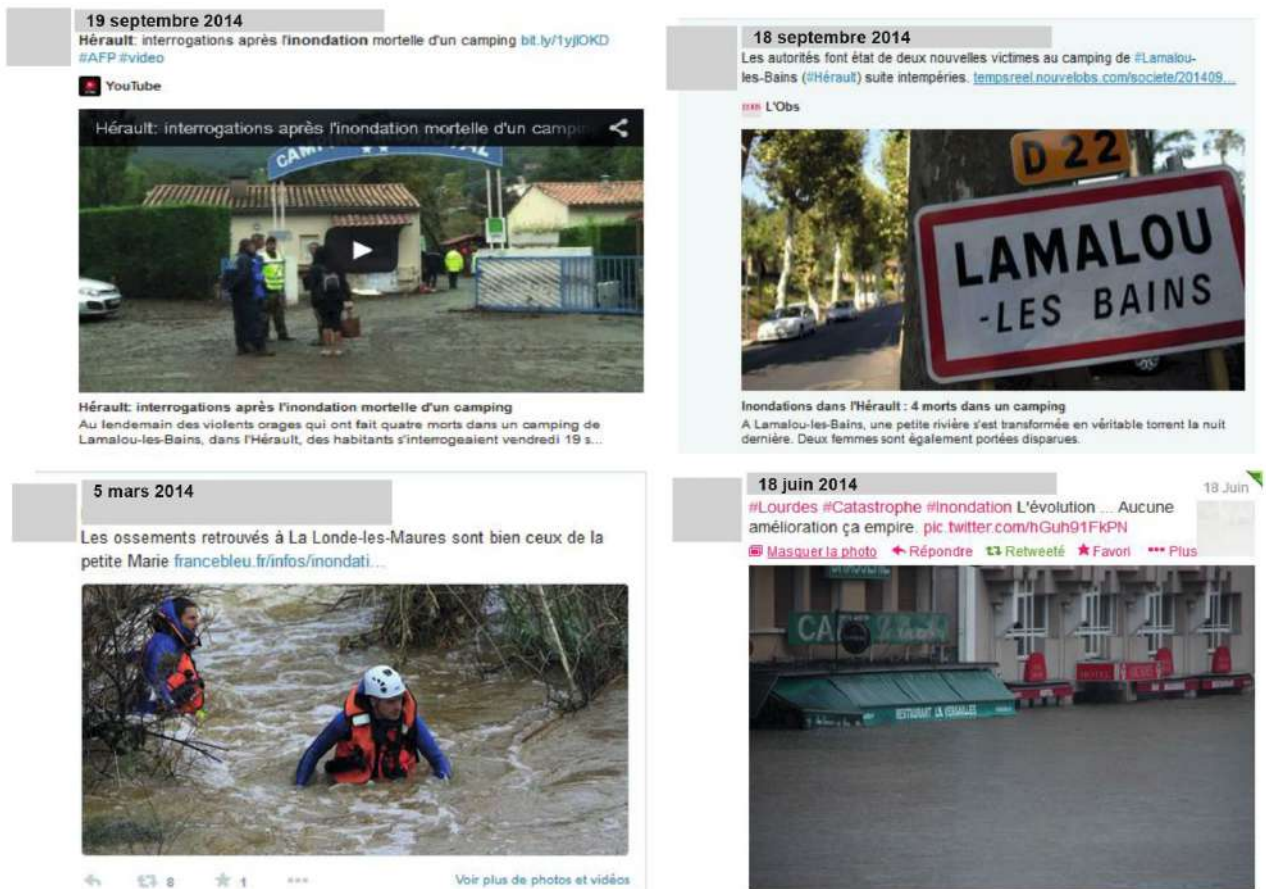 19 septembre 2014
Hérault: interrogations après l'inondation mortelle d'un camping bit.ly/1yjlOKD
#AFP #video
YouTube
Hérault: interrogations après l'inondation mortelle d'un campin
CAM
AL
Hérault: interrogations après l'inondation mortelle d'un camping
Au lendemain des violents orages qui ont fait quatre morts dans un camping de
Lamalou-les-Bains, dans l'Hérault, des habitants s'interrogeaient vendredi 19 s...
18 septembre 2014
Les autorités font état de deux nouvelles victimes au camping de #Lamalou-
les-Bains (#Hérault) suite intempéries. tempsreel.nouvelobs.com/societe/201409...
L'Obs
D 22
LAMALOU
-LES BAINS
Inondations dans l'Hérault : 4 morts dans un camping
A Lamalou-les-Bains, une petite rivière s'est transformée en véritable torrent la nuit
dernière. Deux femmes sont également portées disparues.
5 mars 2014
Les ossements retrouvés à La Londe-les-Maures sont bien ceux de la
petite Marie francebleu.fr/infos/inondati...
8 1
Voir plus de photos et vidéos
18 juin 2014
18 Juin
#Lourdes #Catastrophe #Inondation L'évolution ... Aucune
amélioration ça empire. pic.twitter.com/hGuh91FkPN
Masquer la photo Répondre Retweeté Favori Plus
CAF
HOTEL
RESTAURANT LE VERSAILLES